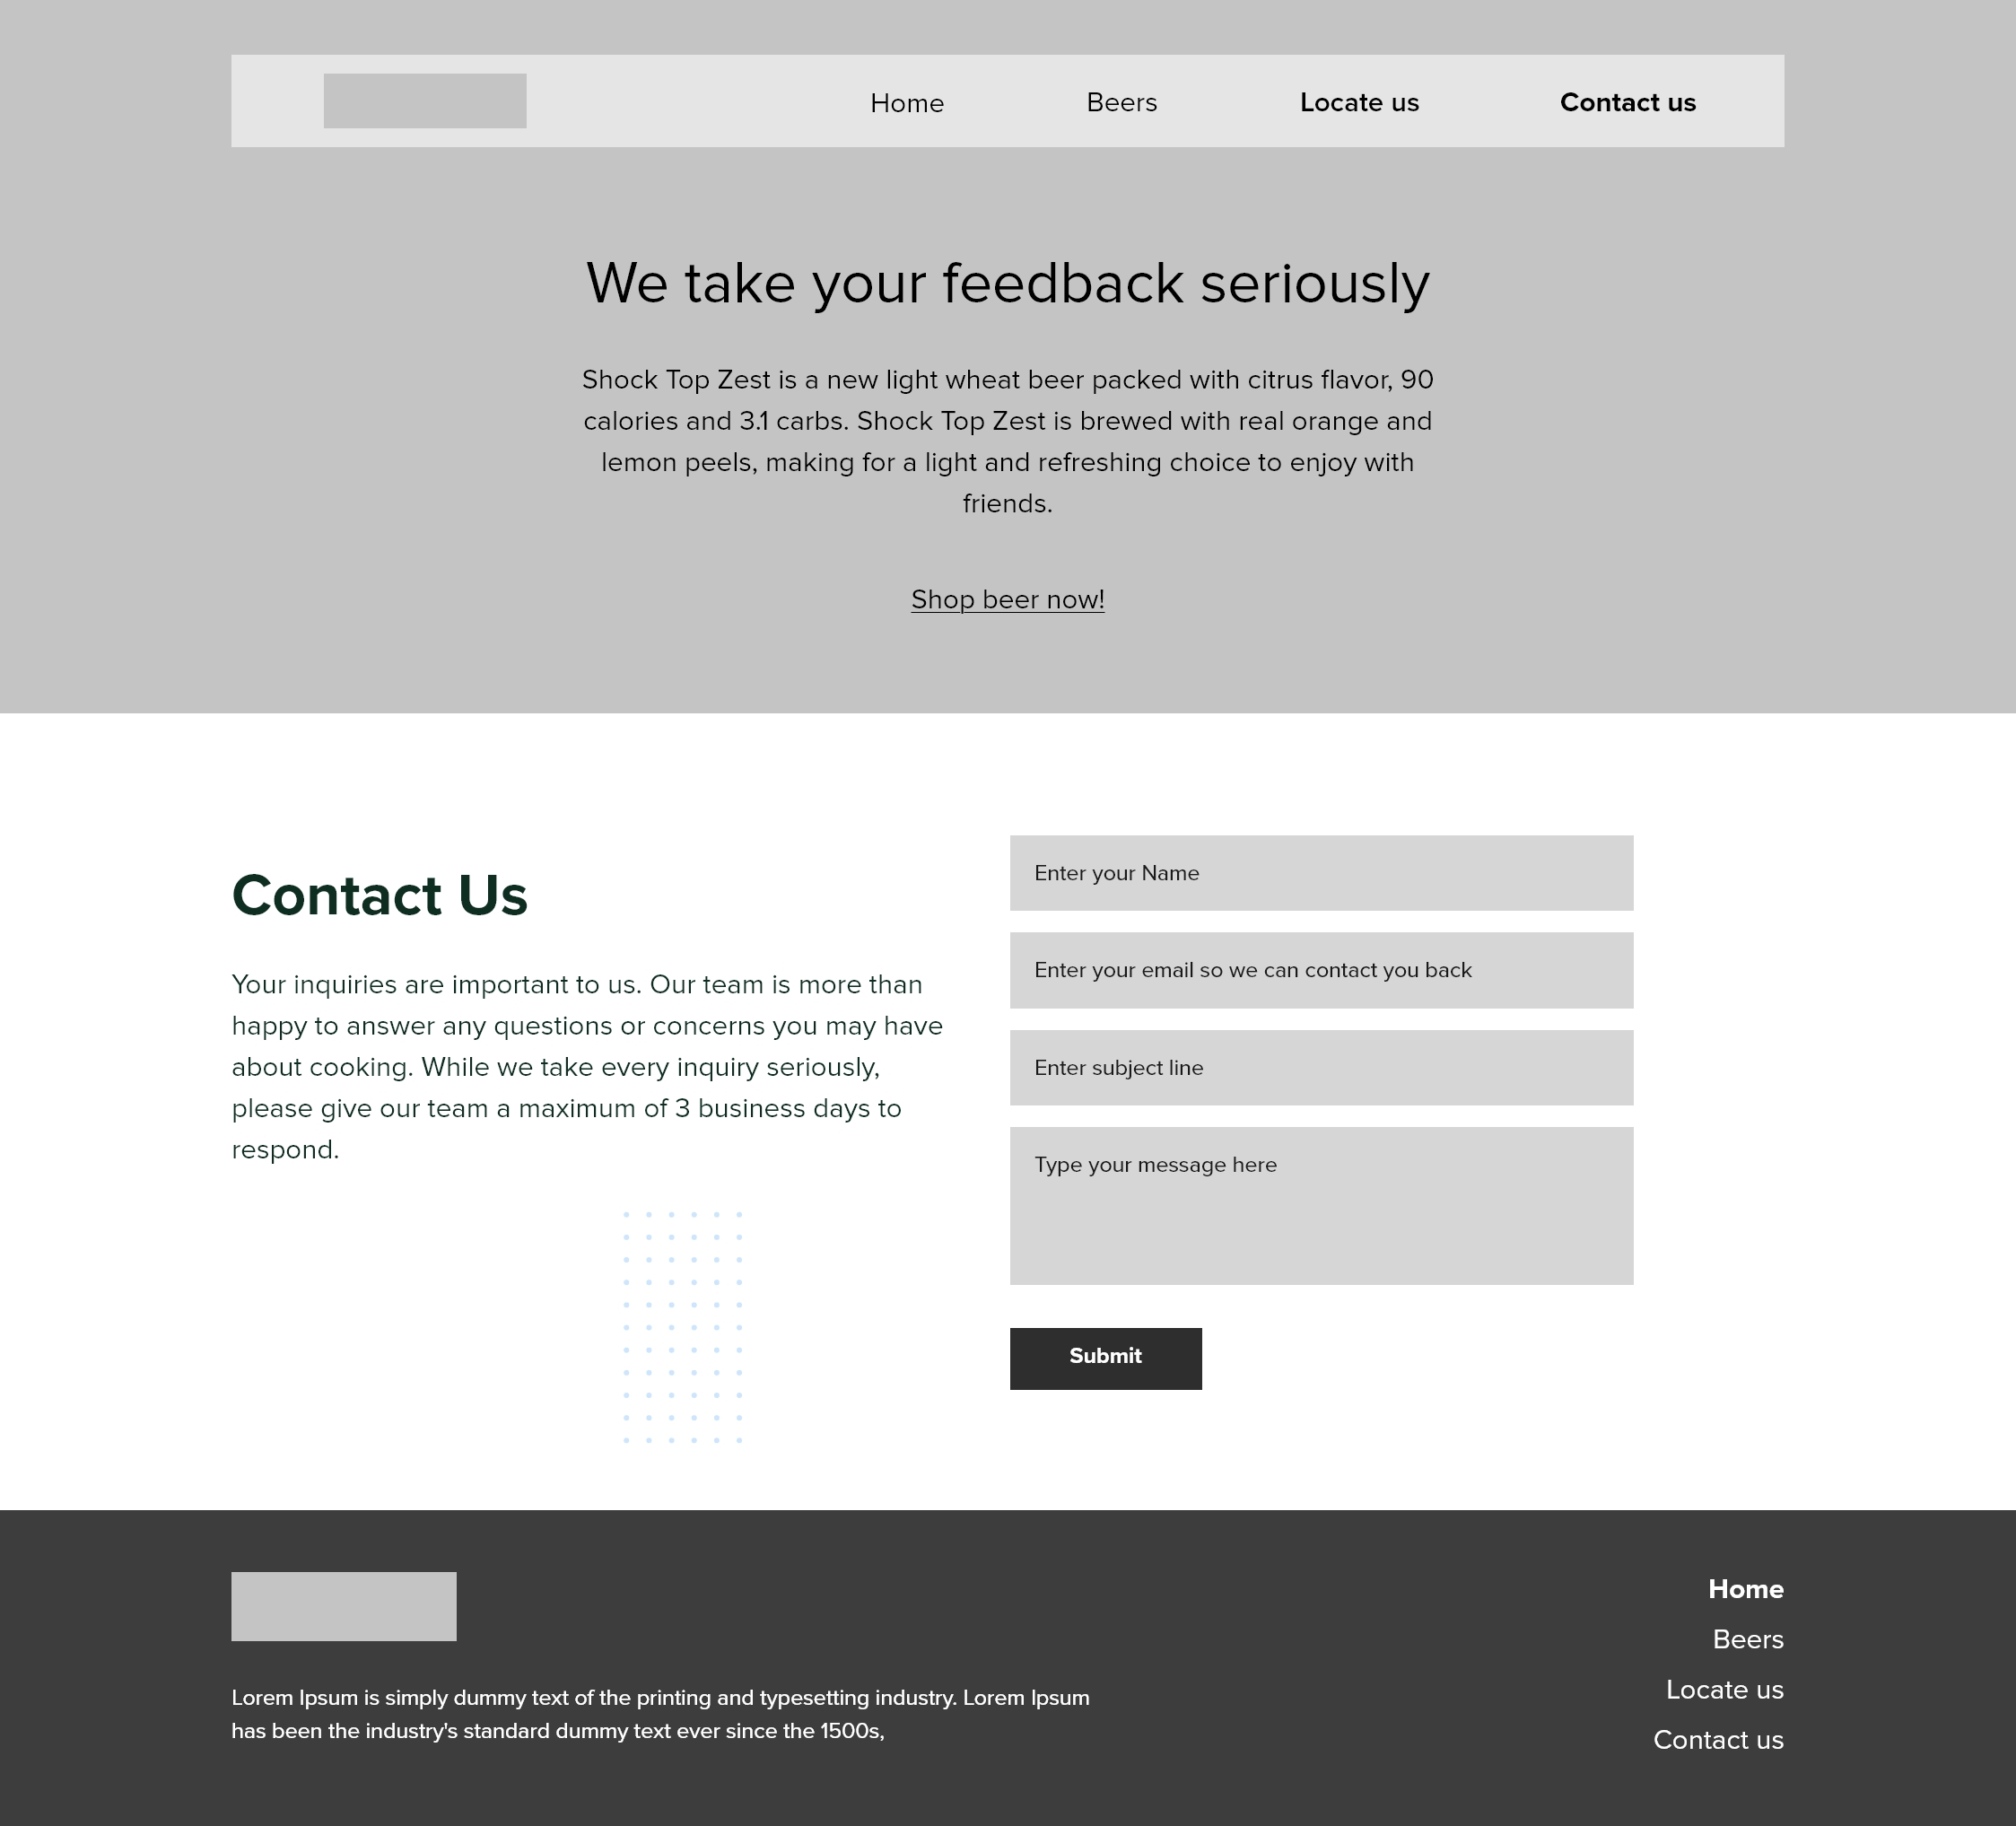 Home Beers Locate us Contact us
We take your feedback seriously
Shock Top Zest is a new light wheat beer packed with citrus flavor, 90
calories and 3.1 carbs. Shock Top Zest is brewed with real orange and
lemon peels, making for a light and refreshing choice to enjoy with
friends.
Shop beer now!
Contact Us
Your inquiries are important to us. Our team is more than
happy to answer any questions or concerns you may have
about cooking. While we take every inquiry seriously,
please give our team a maximum of 3 business days to
respond.
Enter your Name
Enter your email so we can contact you back
Enter subject line
Type your message here
Submit
Lorem Ipsum is simply dummy text of the printing and typesetting industry. Lorem Ipsum
has been the industry's standard dummy text ever since the 1500s,
Home
Beers
Locate us
Contact us